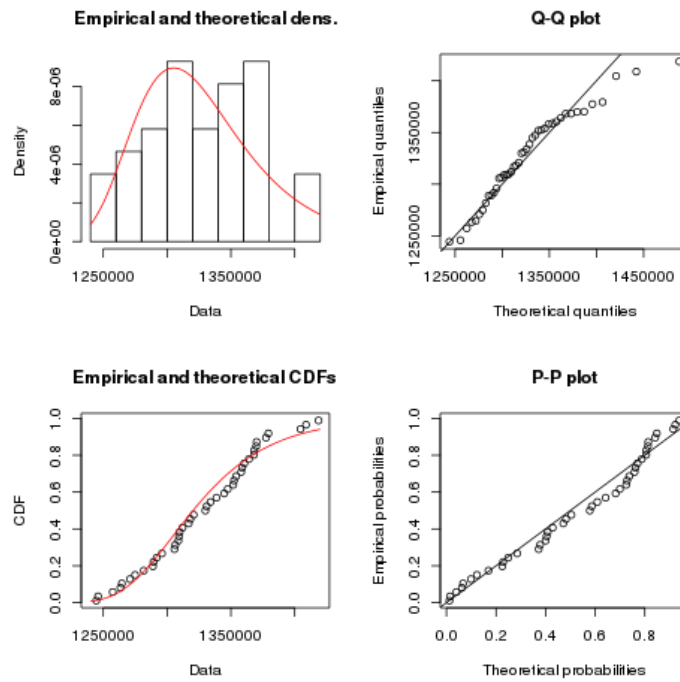 Empirical and theoretical dens.
Density
0e+00 4e-06 8e-06
1250000 1350000
Data
Q-Q plot
Empirical quantiles
1250000 1350000
1250000 1350000 1450000
Theoretical quantiles
Empirical and theoretical CDFs
CDF
0.0 0.2 0.4 0.6 0.8 1.0
1250000 1350000
Data
P-P plot
Empirical probabilities
0.0 0.2 0.4 0.6 0.8 1.0
0.0 0.2 0.4 0.6 0.8
Theoretical probabilities